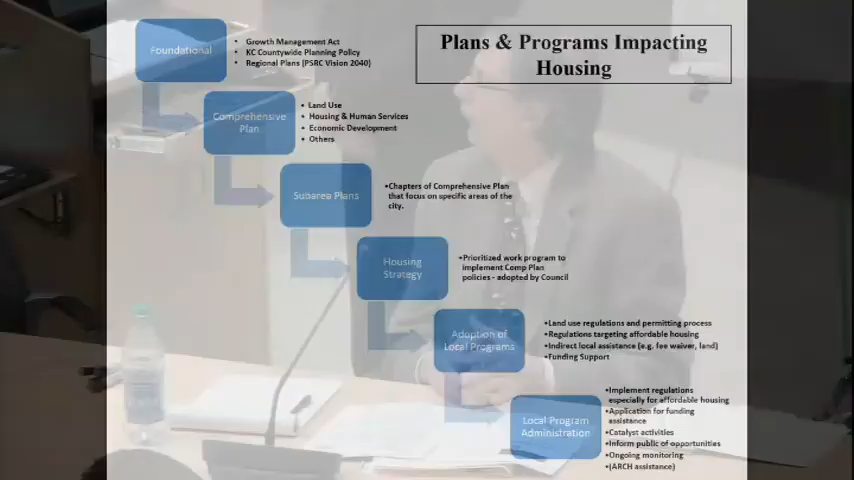 Plans & Programs Impacting
Housing
Foundational
• Growth Management Act
• KC Countywide Planning Policy
• Regional Plans (PSRC Vision 2040)
Comprehensive
Plan
• Land Use
• Housing & Human Services
• Economic Development
• Others
Subarea Plans
•Chapters of Comprehensive Plan
that focus on specific areas of the
city.
Housing
Strategy
•Prioritized work program to
implement Comp Plan
policies - adopted by Council
Adoption of
Local Programs
•Land use regulations and permitting process
•Regulations targeting affordable housing
•Indirect local assistance (e.g. fee waiver, land)
•Funding Support
Local Program
Administration
•Implement regulations
especially for affordable housing
•Application for funding
assistance
•Catalyst activities
•Inform public of opportunities
•Ongoing monitoring
•(ARCH assistance)